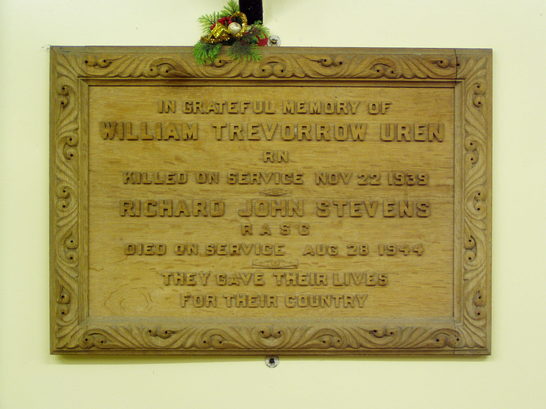 IN GRATEFUL MEMORY OF
WILLIAM TREVORROW UREN
RN
KILLED ON SERVICE NOV 22 1939
RICHARD JOHN STEVENS
R A S C
DIED ON SERVICE AUG 28 1944
THEY GAVE THEIR LIVES
FOR THEIR COUNTRY